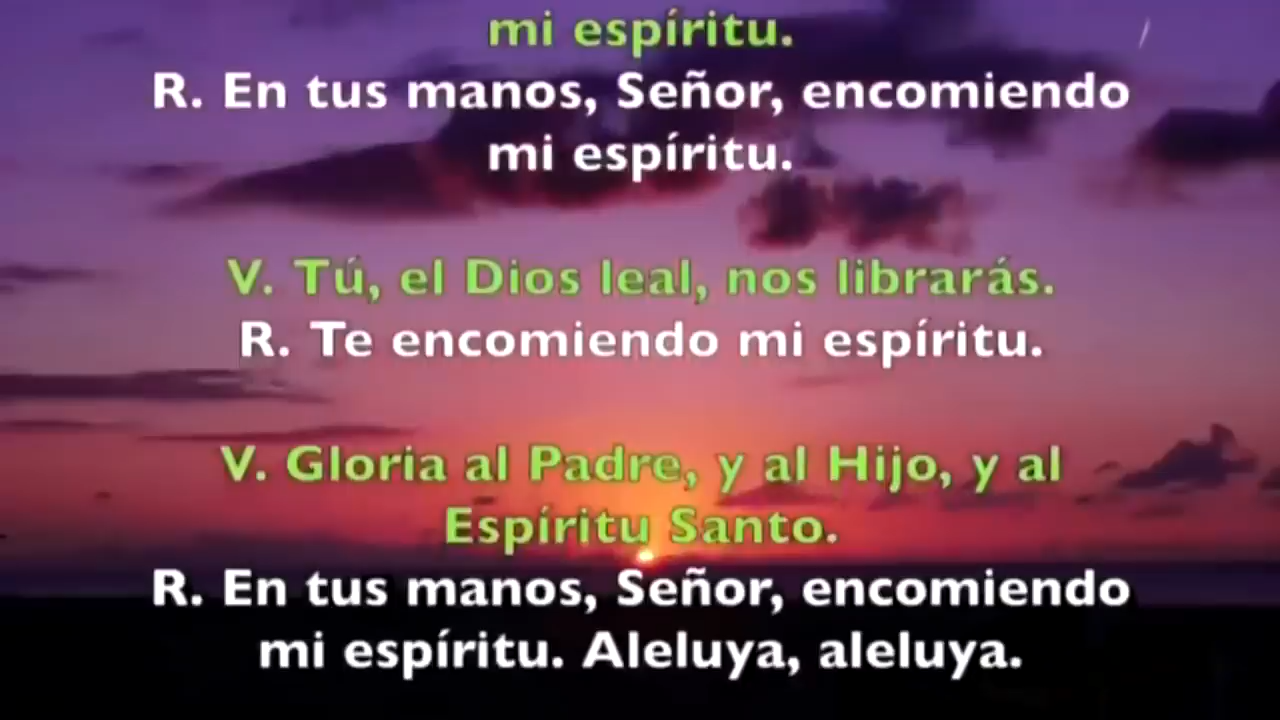 mi espíritu.
R. En tus manos, Señor, encomiendo
mi espíritu.
V. Tú, el Dios leal, nos librarás.
R. Te encomiendo mi espíritu.
V. Gloria al Padre, y al Hijo, y al
Espíritu Santo.
R. En tus manos, Señor, encomiendo
mi espíritu. Aleluya, aleluya.